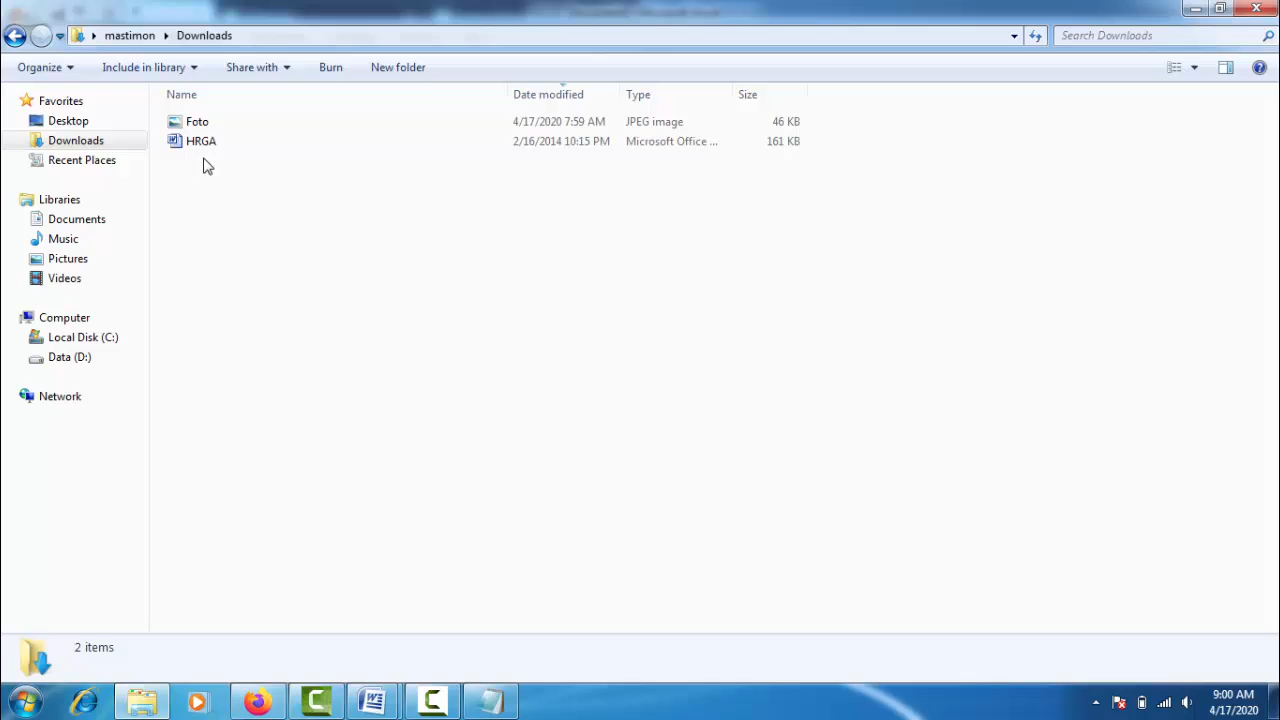 mastimon Downloads
Search Downloads
Organize Include in library Share with Burn New folder
Name Date modified Type Size
Favorites
Desktop
Downloads
Recent Places
Libraries
Documents
Music
Pictures
Videos
Computer
Local Disk (C:)
Data (D:)
Network
Foto 4/17/2020 7:59 AM JPEG image 46 KB
HRGA 2/16/2014 10:15 PM Microsoft Office ... 161 KB
2 items
9:00 AM
4/17/2020